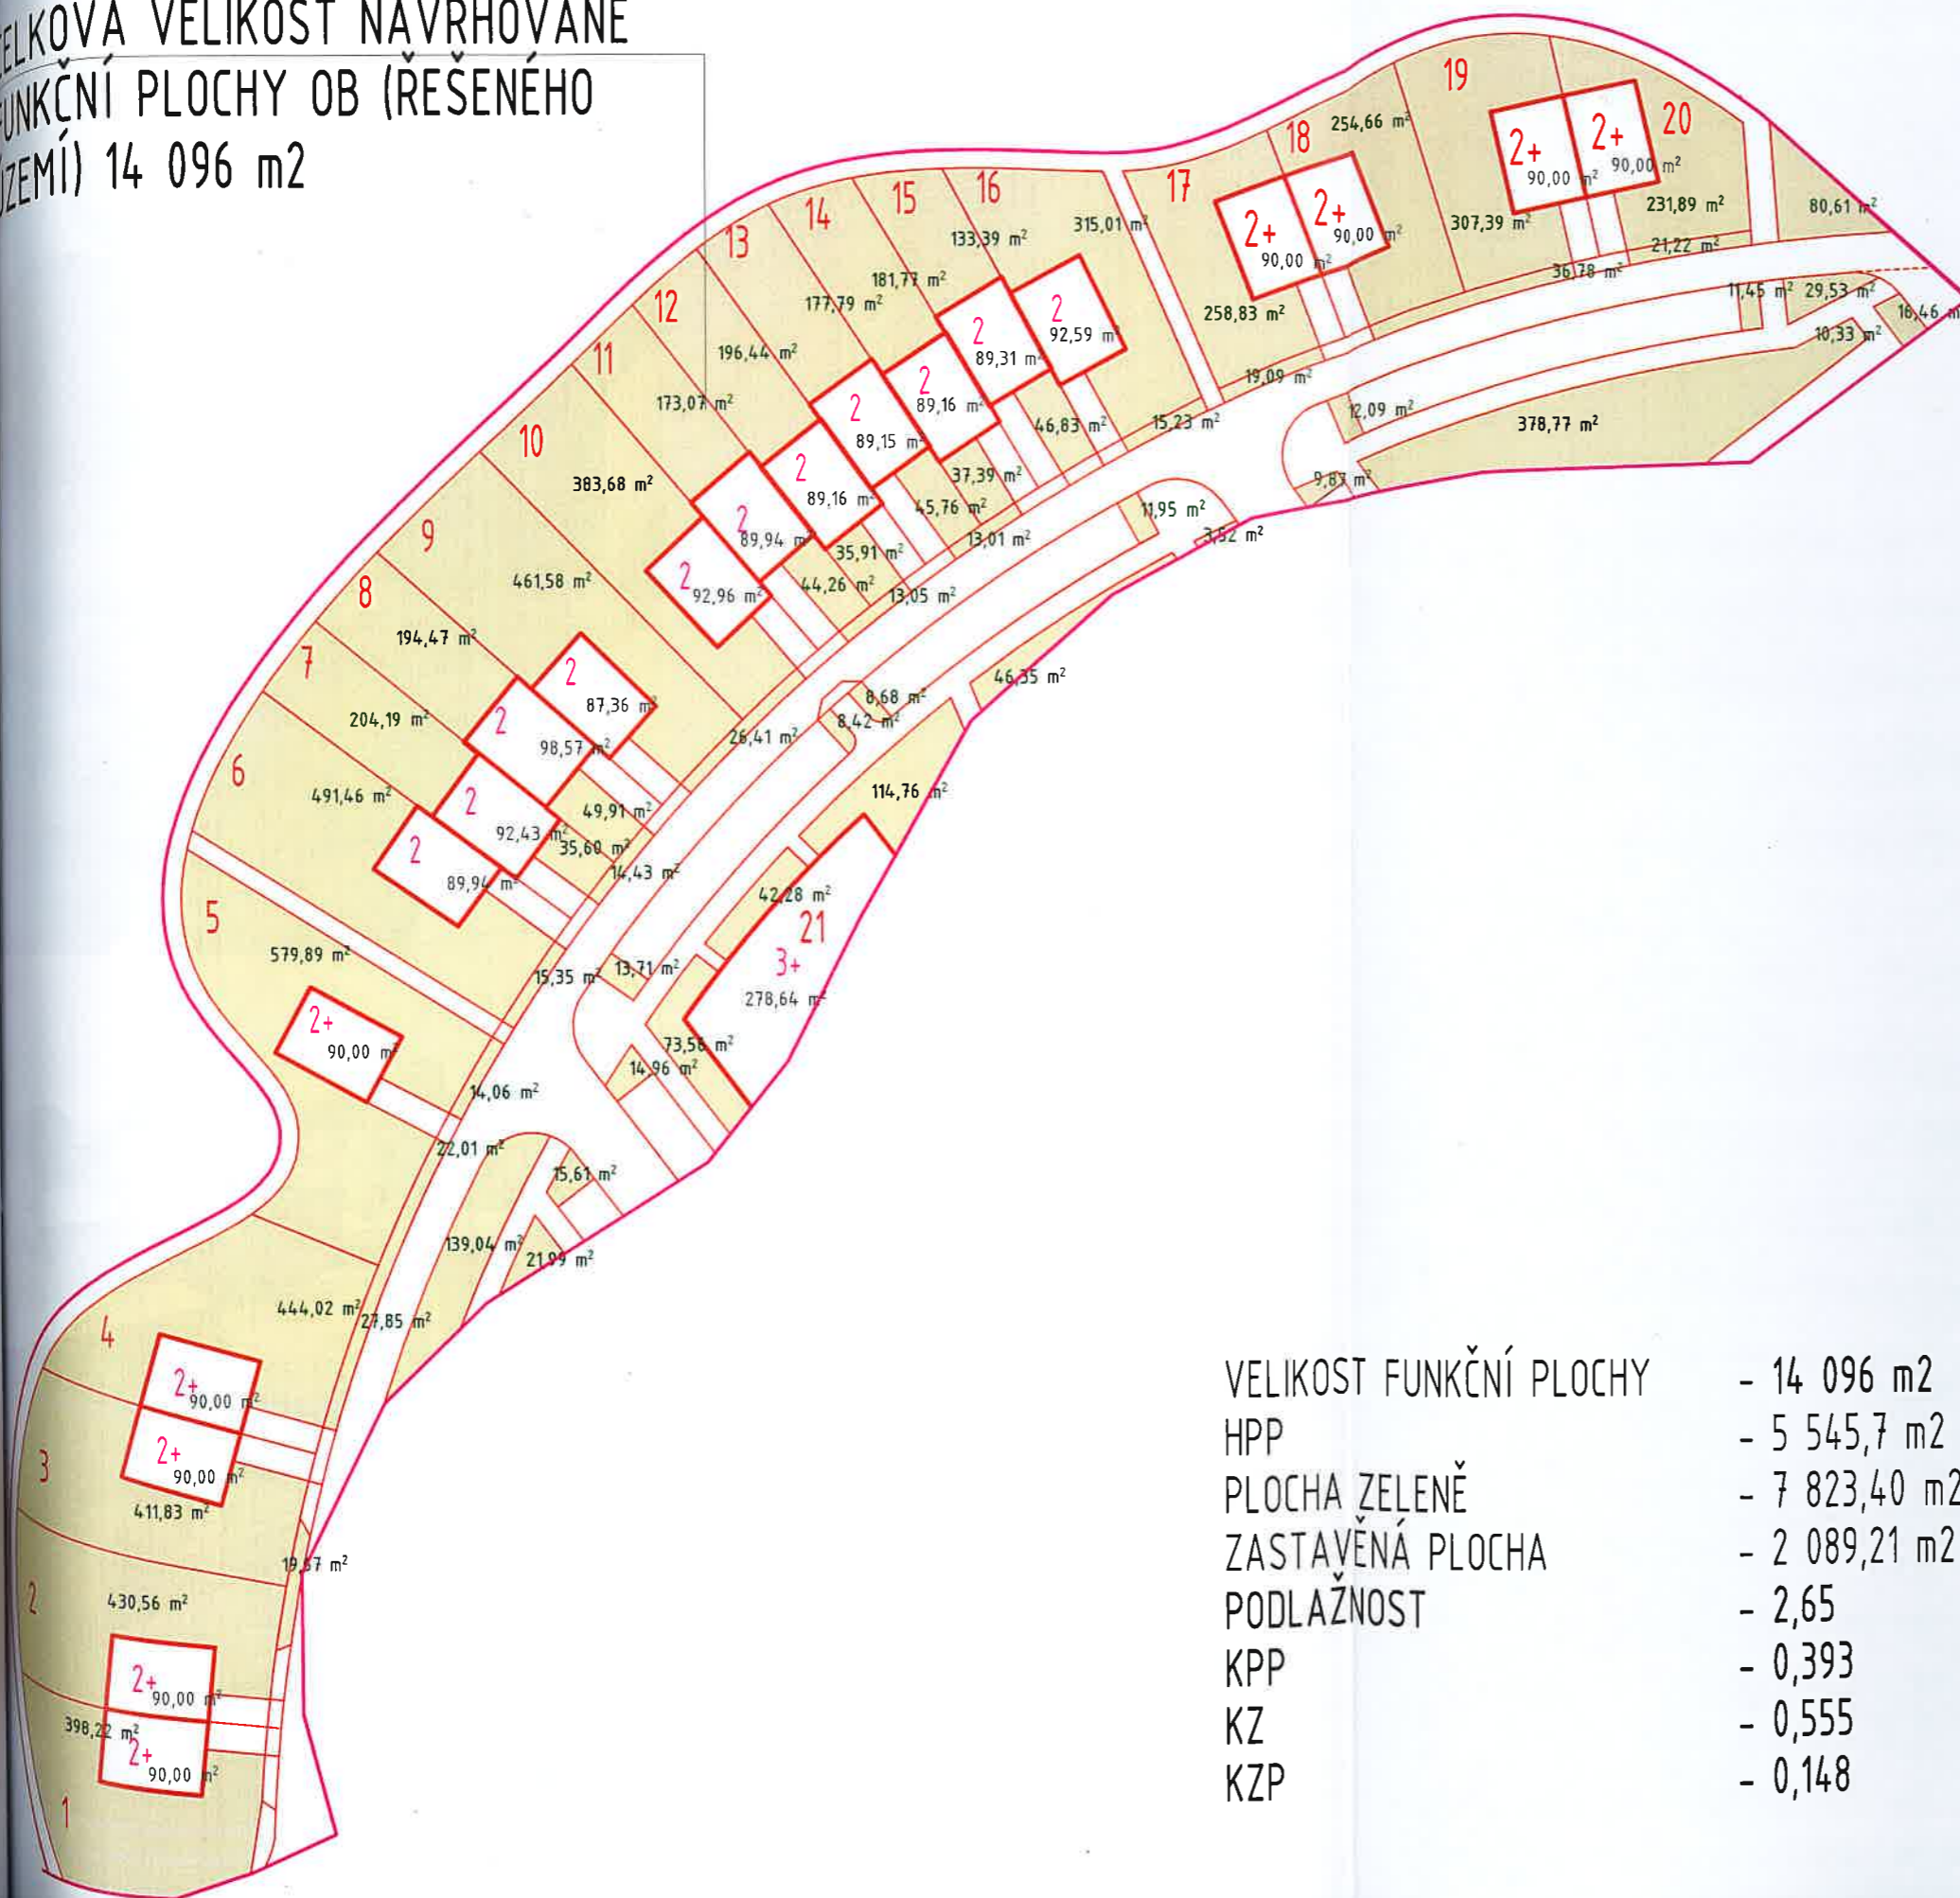 ELKOVÁ VELIKOST NAVRHOVANÉ
FUNKČNÍ PLOCHY OB (ŘEŠENÉHO
ÚZEMÍ) 14 096 m2
19
20
18
254,66 m²
2+
90,00 m²
2+
90,00 m²
307,39 m²
231,89 m²
80,61 m²
21,22 m²
36,78 m²
11,45 m²
29,53 m²
16,46 m
10,33 m²
17
2+
90,00 m²
2+
90,00 m²
258,83 m²
19,09 m²
12,09 m²
378,77 m²
9,87 m²
16
15
14
13
12
11
10
9
8
7
6
5
315,01 m²
133,39 m²
181,77 m²
177,79 m²
196,44 m²
173,07 m²
383,68 m²
461,58 m²
194,47 m²
204,19 m²
491,46 m²
579,89 m²
2
92,59 m²
2
89,31 m²
2
89,16 m²
2
89,15 m²
2
89,16 m²
2
89,94 m²
2
92,96 m²
46,83 m²
15,23 m²
37,39 m²
45,76 m²
13,01 m²
35,91 m²
44,26 m²
13,05 m²
11,95 m²
3,52 m²
46,35 m²
8,68 m²
8,42 m²
26,41 m²
114,76 m²
2
87,36 m²
2
98,57 m²
2
92,43 m²
2
89,94 m²
49,91 m²
35,60 m²
14,43 m²
42,28 m²
21
3+
278,64 m²
15,35 m²
13,71 m²
73,56 m²
14,96 m²
2+
90,00 m²
14,06 m²
22,01 m²
15,61 m²
139,04 m²
21,99 m²
444,02 m²
27,85 m²
4
2+
90,00 m²
3
2+
90,00 m²
411,83 m²
19,67 m²
2
430,56 m²
2+
90,00 m²
398,22 m²
2+
90,00 m²
1
VELIKOST FUNKČNÍ PLOCHY - 14 096 m2
HPP - 5 545,7 m2
PLOCHA ZELENĚ - 7 823,40 m2
ZASTAVĚNÁ PLOCHA - 2 089,21 m2
PODLAŽNOST - 2,65
KPP - 0,393
KZ - 0,555
KZP - 0,148